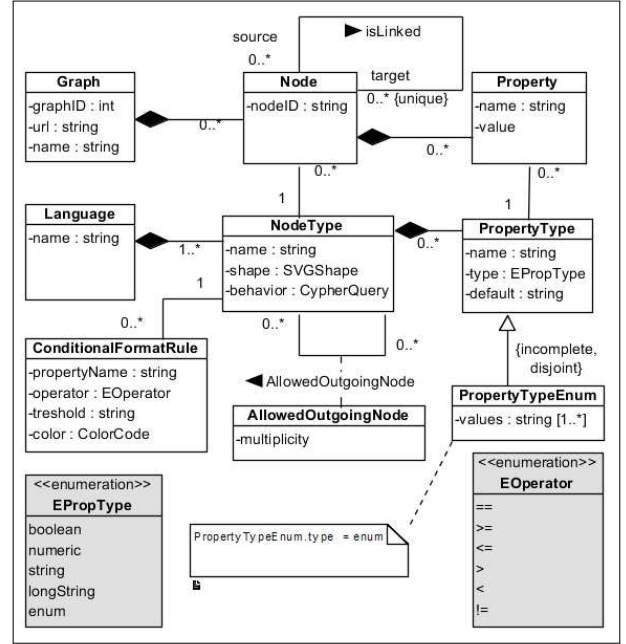 source
isLinked
0..*
target
0..* {unique}
Graph
-graphID : int
-url : string
-name : string
0..*
Node
-nodeID : string
0..*
0..*
Property
-name : string
-value
0..*
1
1
Language
-name : string
1..*
NodeType
-name : string
-shape : SVGShape
-behavior : CypherQuery
0..*
PropertyType
-name : string
-type : EPropType
-default : string
1
0..*
0..*
0..*
{incomplete,
disjoint}
ConditionalFormatRule
-propertyName : string
-operator : EOperator
-treshold : string
-color : ColorCode
AllowedOutgoingNode
AllowedOutgoingNode
-multiplicity
PropertyTypeEnum
-values : string [1..*]
<<enumeration>>
EPropType
boolean
numeric
string
longString
enum
PropertyTypeEnum.type = enum
<<enumeration>>
EOperator
==
>=
<=
>
<
!=